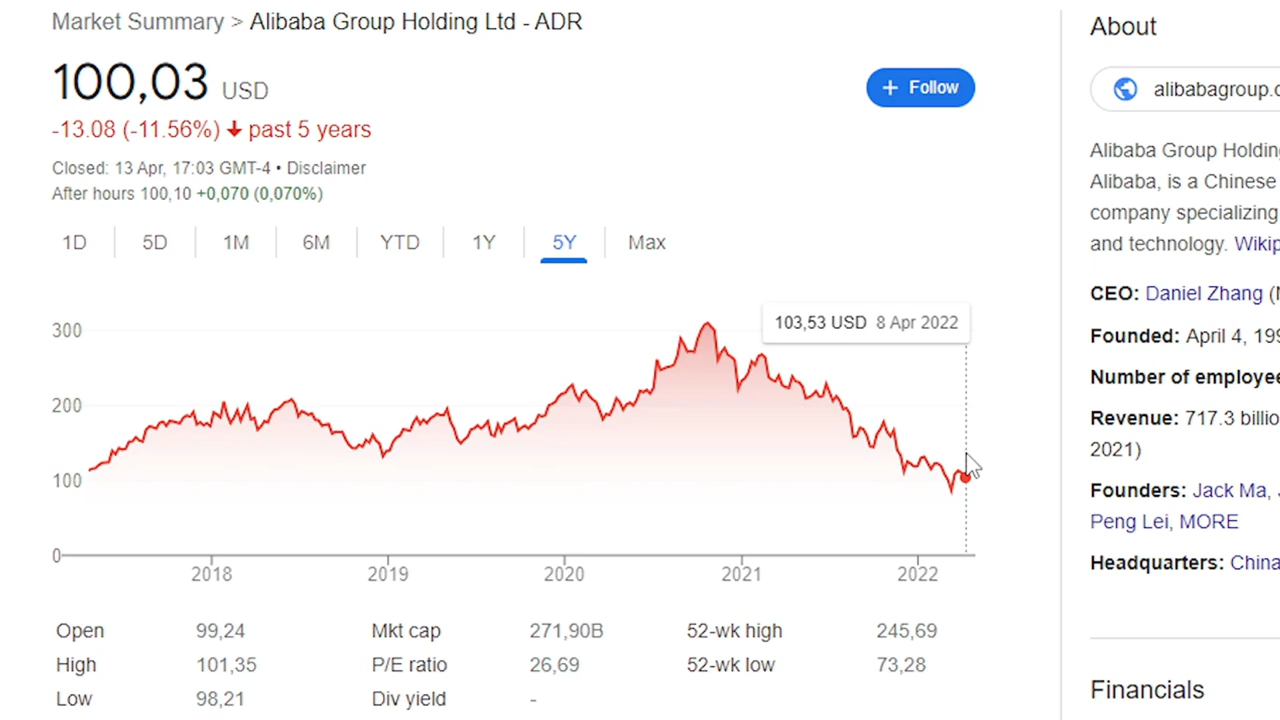 Market Summary > Alibaba Group Holding Ltd - ADR
100,03 USD
+ Follow
-13.08 (-11.56%) past 5 years
Closed: 13 Apr, 17:03 GMT-4 • Disclaimer
After hours 100,10 +0,070 (0,070%)
1D 5D 1M 6M YTD 1Y 5Y Max
103,53 USD 8 Apr 2022
300
200
100
0
2018 2019 2020 2021 2022
Open 99,24 Mkt cap 271,90B 52-wk high 245,69
High 101,35 P/E ratio 26,69 52-wk low 73,28
Low 98,21 Div yield -
About
alibabagroup.
Alibaba Group
Alibaba, is a Chinese
company specializing
and technology.
CEO: Daniel Zhang
Founded: April 4,
Number of
Revenue: 717.3
2021)
Founders: Jack Ma,
Peng Lei, MORE
Headquarters: China
Financials